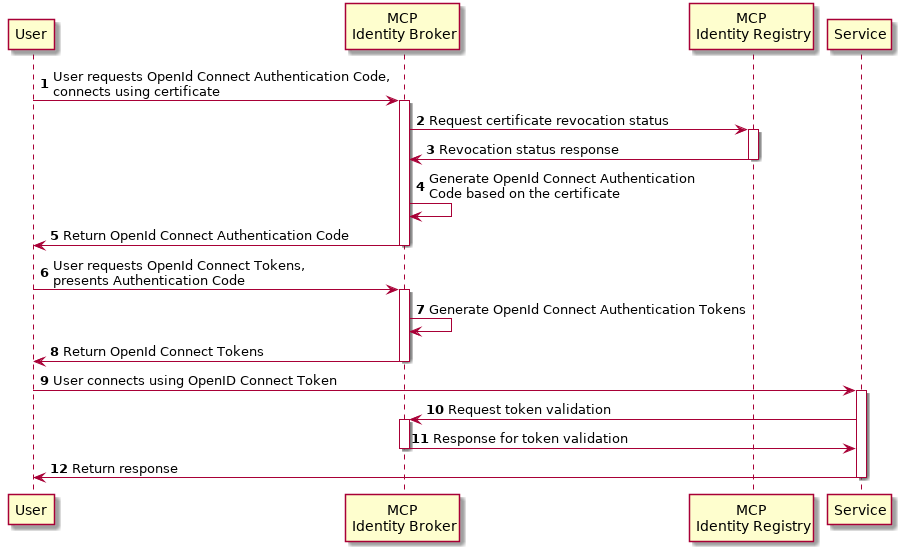 User
MCP
Identity Broker
MCP
Identity Registry
Service
1 User requests OpenId Connect Authentication Code,
connects using certificate
2 Request certificate revocation status
3 Revocation status response
4 Generate OpenId Connect Authentication
Code based on the certificate
5 Return OpenId Connect Authentication Code
6 User requests OpenId Connect Tokens,
presents Authentication Code
7 Generate OpenId Connect Authentication Tokens
8 Return OpenId Connect Tokens
9 User connects using OpenID Connect Token
10 Request token validation
11 Response for token validation
12 Return response
User
MCP
Identity Broker
MCP
Identity Registry
Service